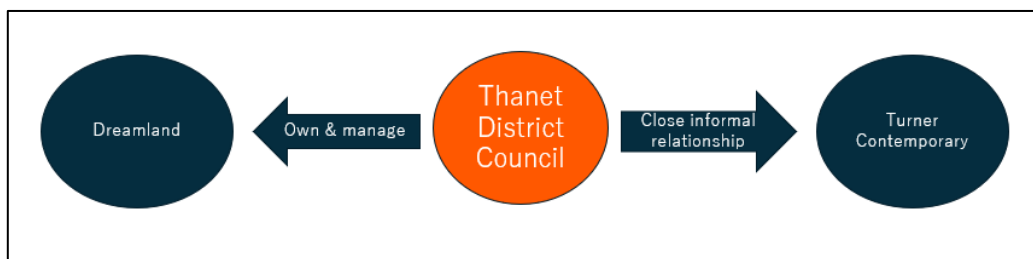 Dreamland
Own & manage
Thanet
District
Council
Close informal
relationship
Turner
Contemporary